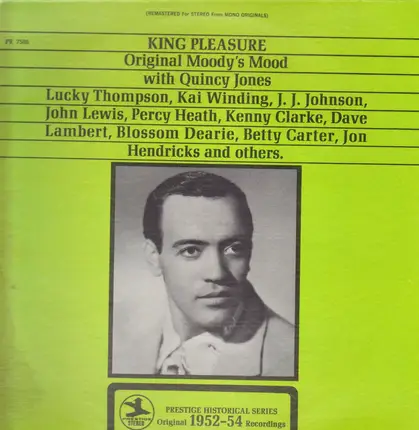 (REMASTERED For STEREO From MONO ORIGINALS)
PR 7586
KING PLEASURE
Original Moody's Mood
with Quincy Jones
Lucky Thompson, Kai Winding, J. J. Johnson,
John Lewis, Percy Heath, Kenny Clarke, Dave
Lambert, Blossom Dearie, Betty Carter, Jon
Hendricks and others.
PRESTIGE
STEREO
PRESTIGE HISTORICAL SERIES
Original 1952-54 Recordings